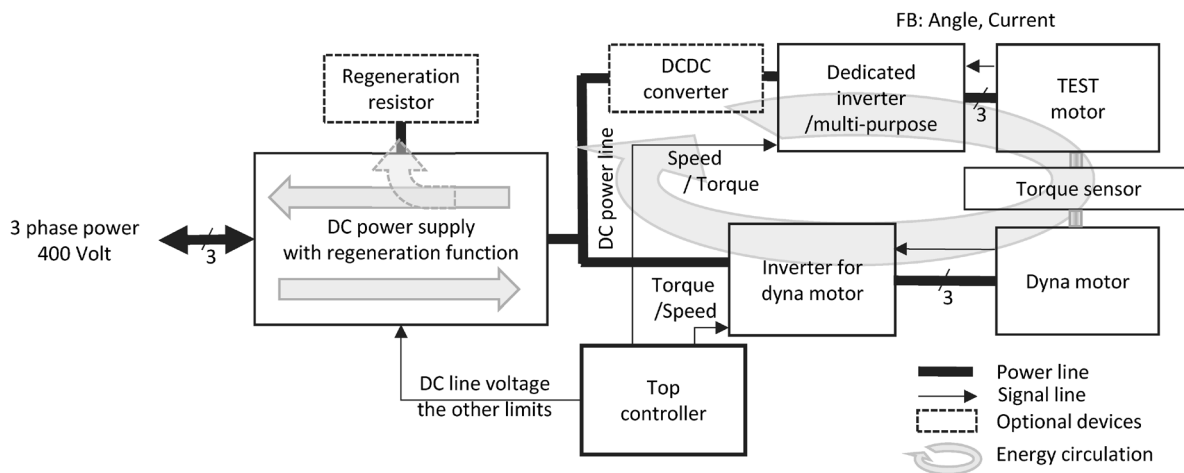 FB: Angle, Current
Regeneration
resistor
DCDC
converter
Dedicated
inverter
/multi-purpose
3
TEST
motor
Speed
/ Torque
DC power line
Torque sensor
3 phase power
400 Volt
3
DC power supply
with regeneration function
Torque
/Speed
Inverter for
dyna motor
3
Dyna motor
DC line voltage
the other limits
Top
controller
Power line
Signal line
Optional devices
Energy circulation